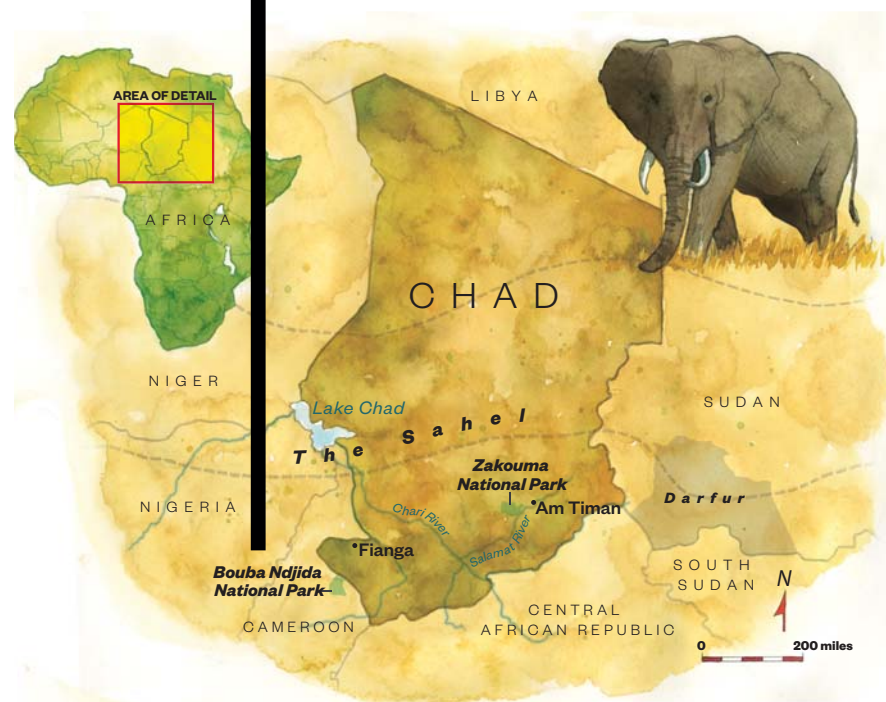 AREA OF DETAIL
AFRICA
LIBYA
CHAD
NIGER
SUDAN
Lake Chad
The Sahel
Zakouma
National Park
Am Timan
Darfur
NIGERIA
Chari River
Salamat River
Fianga
Bouba Ndjida
National Park
CAMEROON
CENTRAL
AFRICAN REPUBLIC
SOUTH
SUDAN
N
0 200 miles